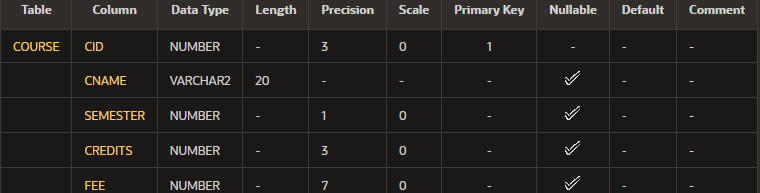 Table Column Data Type Length Precision Scale Primary Key Nullable Default Comment
COURSE CID NUMBER - 3 0 1 - - -
CNAME VARCHAR2 20 - - - ✓ - -
SEMESTER NUMBER - 1 0 - ✓ - -
CREDITS NUMBER - 3 0 - ✓ - -
FEE NUMBER - 7 0 - ✓ - -